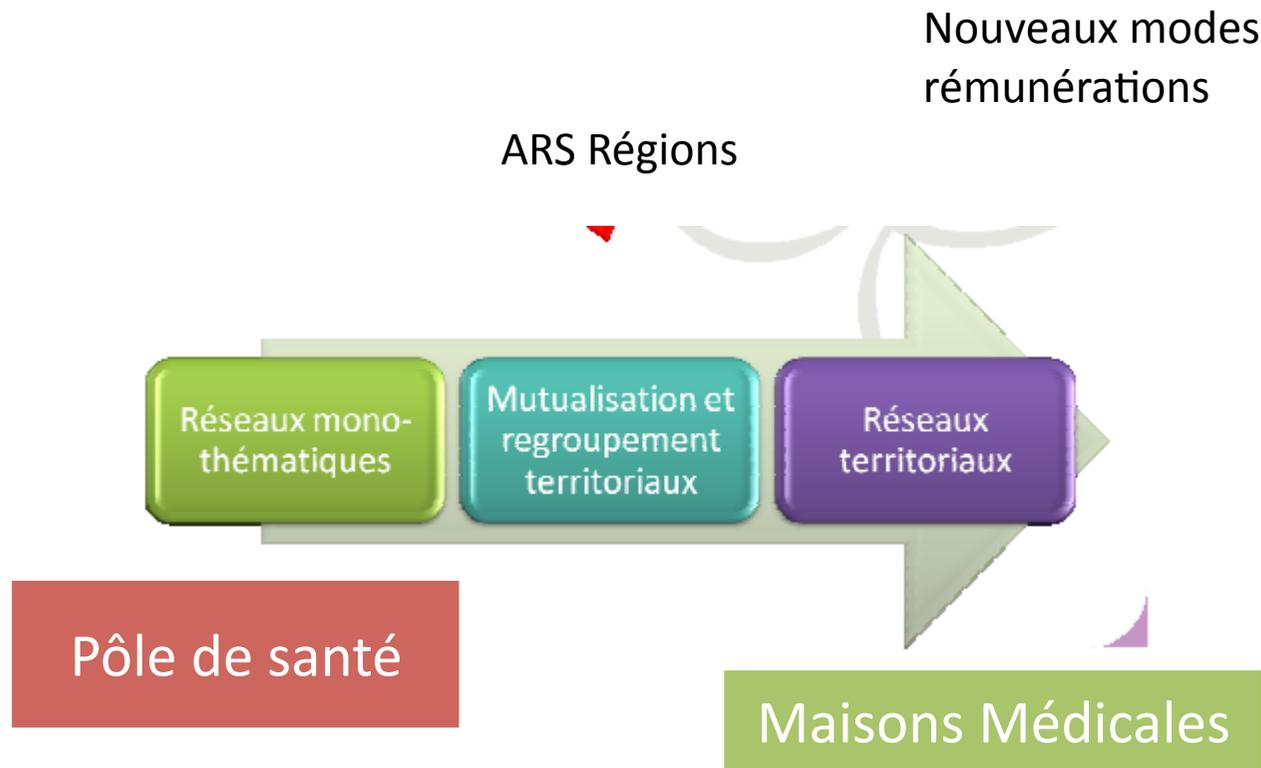 Nouveaux modes
rémunérations
ARS Régions
Réseaux mono-
thématiques
Mutualisation et
regroupement
territoriaux
Réseaux
territoriaux
Pôle de santé
Maisons Médicales